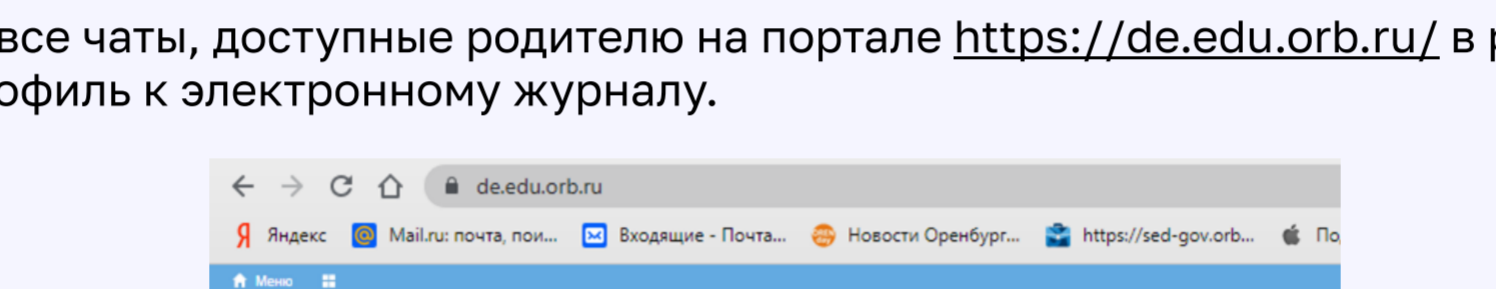 все чаты, доступные родителю на портале https://de.edu.orb.ru/ в
к электронному журналу.
de.edu.orb.ru
Яндекс Mail.ru: почта, пои... Входящие - Почта... Новости Оренбург... https://sed-gov.orb...
Меню